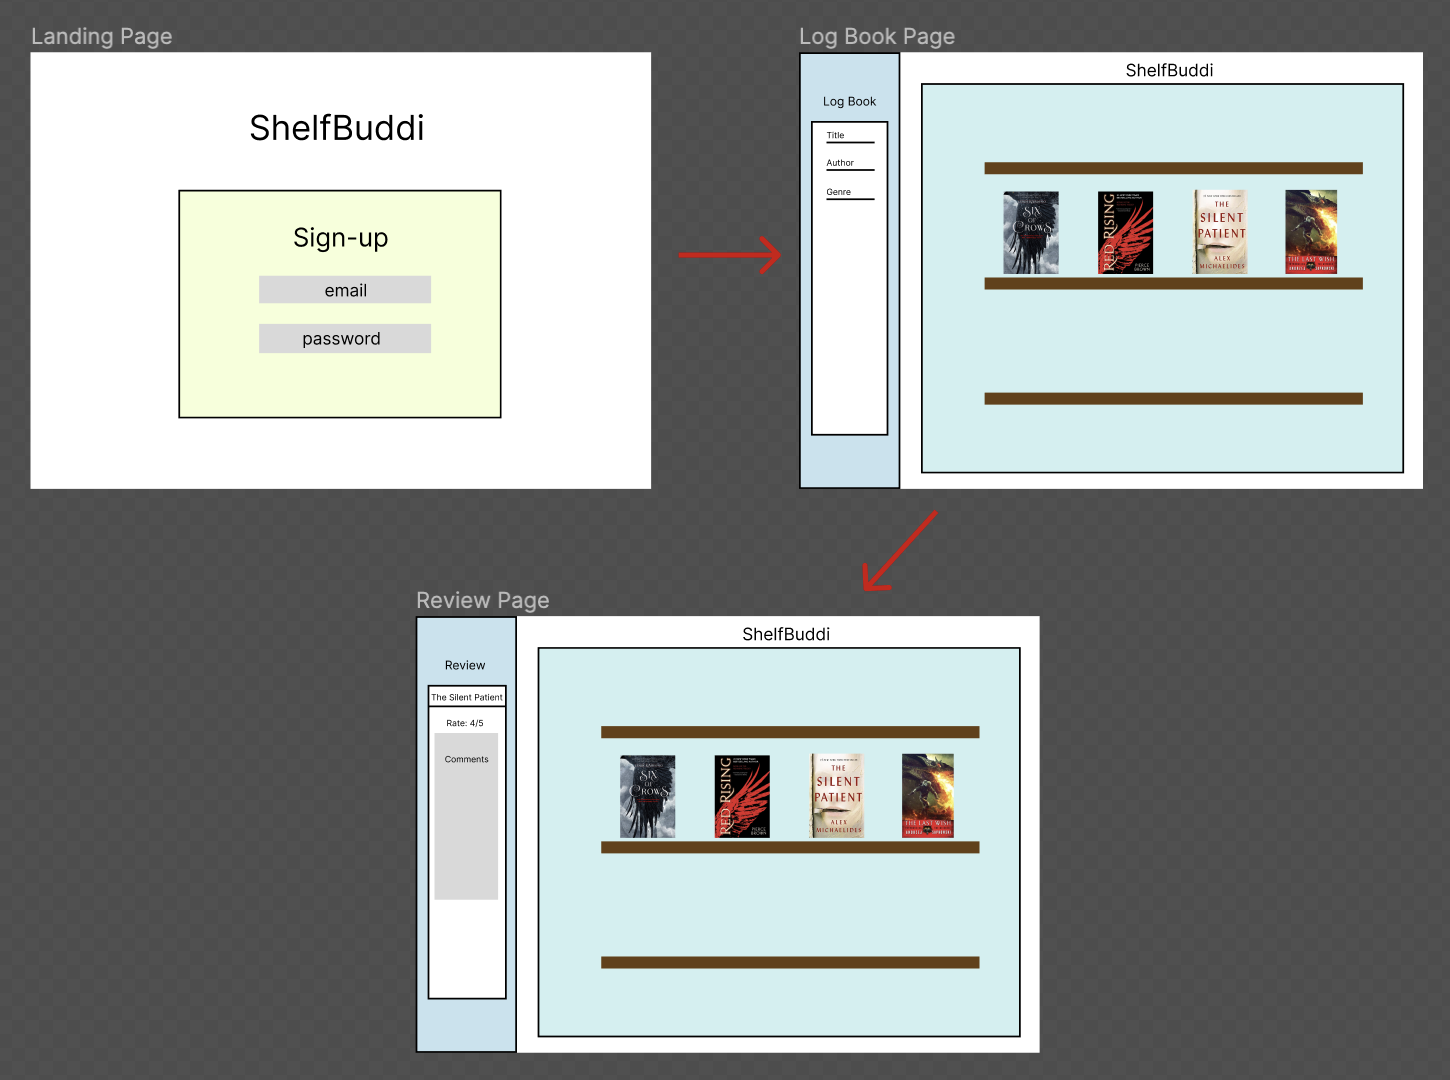 Landing Page
ShelfBuddi
Sign-up
email
password
Log Book Page
Log Book
Title
Author
Genre
ShelfBuddi
SIX
OF
CROWS
RED RISING
PIERCE
BROWN
THE
SILENT
PATIENT
ALEX
MICHAELIDES
THE LAST WISH
Review Page
Review
The Silent Patient
Rate: 4/5
Comments
ShelfBuddi
SIX
OF
CROWS
RED RISING
PIERCE
BROWN
THE
SILENT
PATIENT
ALEX
MICHAELIDES
THE LAST WISH